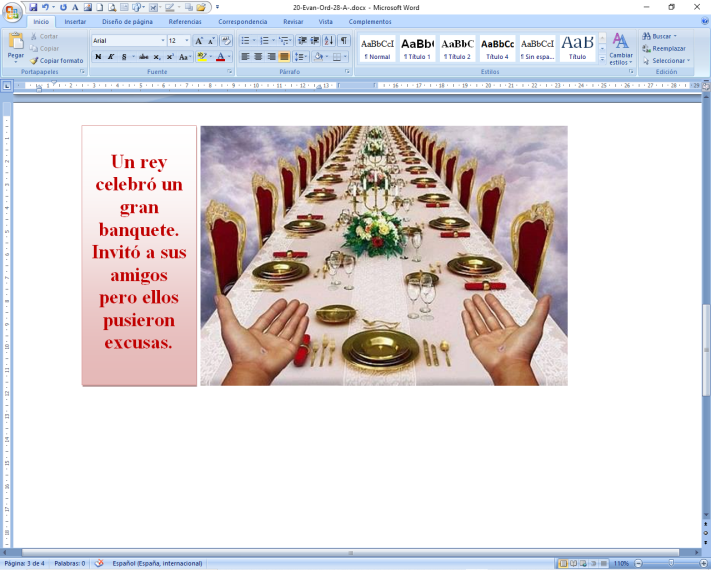 20-Evan-Ord-28-A-.docx - Microsoft Word
Inicio Insertar Diseño de página Referencias Correspondencia Revisar Vista Complementos
Pegar
Cortar
Copiar
Copiar formato
Portapapeles
Arial 12
Fuente
Párrafo
AaBbCcI AaBb( AaBbC AaBbCc AaBbCcI AaB
¶ Normal ¶ Título 1 ¶ Título 2 ¶ Título 4 ¶ Sin espa... Título
Cambiar estilos
Estilos
Buscar
Reemplazar
Seleccionar
Edición
Un rey
celebró un
gran
banquete.
Invitó a sus
amigos
pero ellos
pusieron
excusas.
Página: 3 de 4 Palabras: 0 Español (España, internacional) 110%